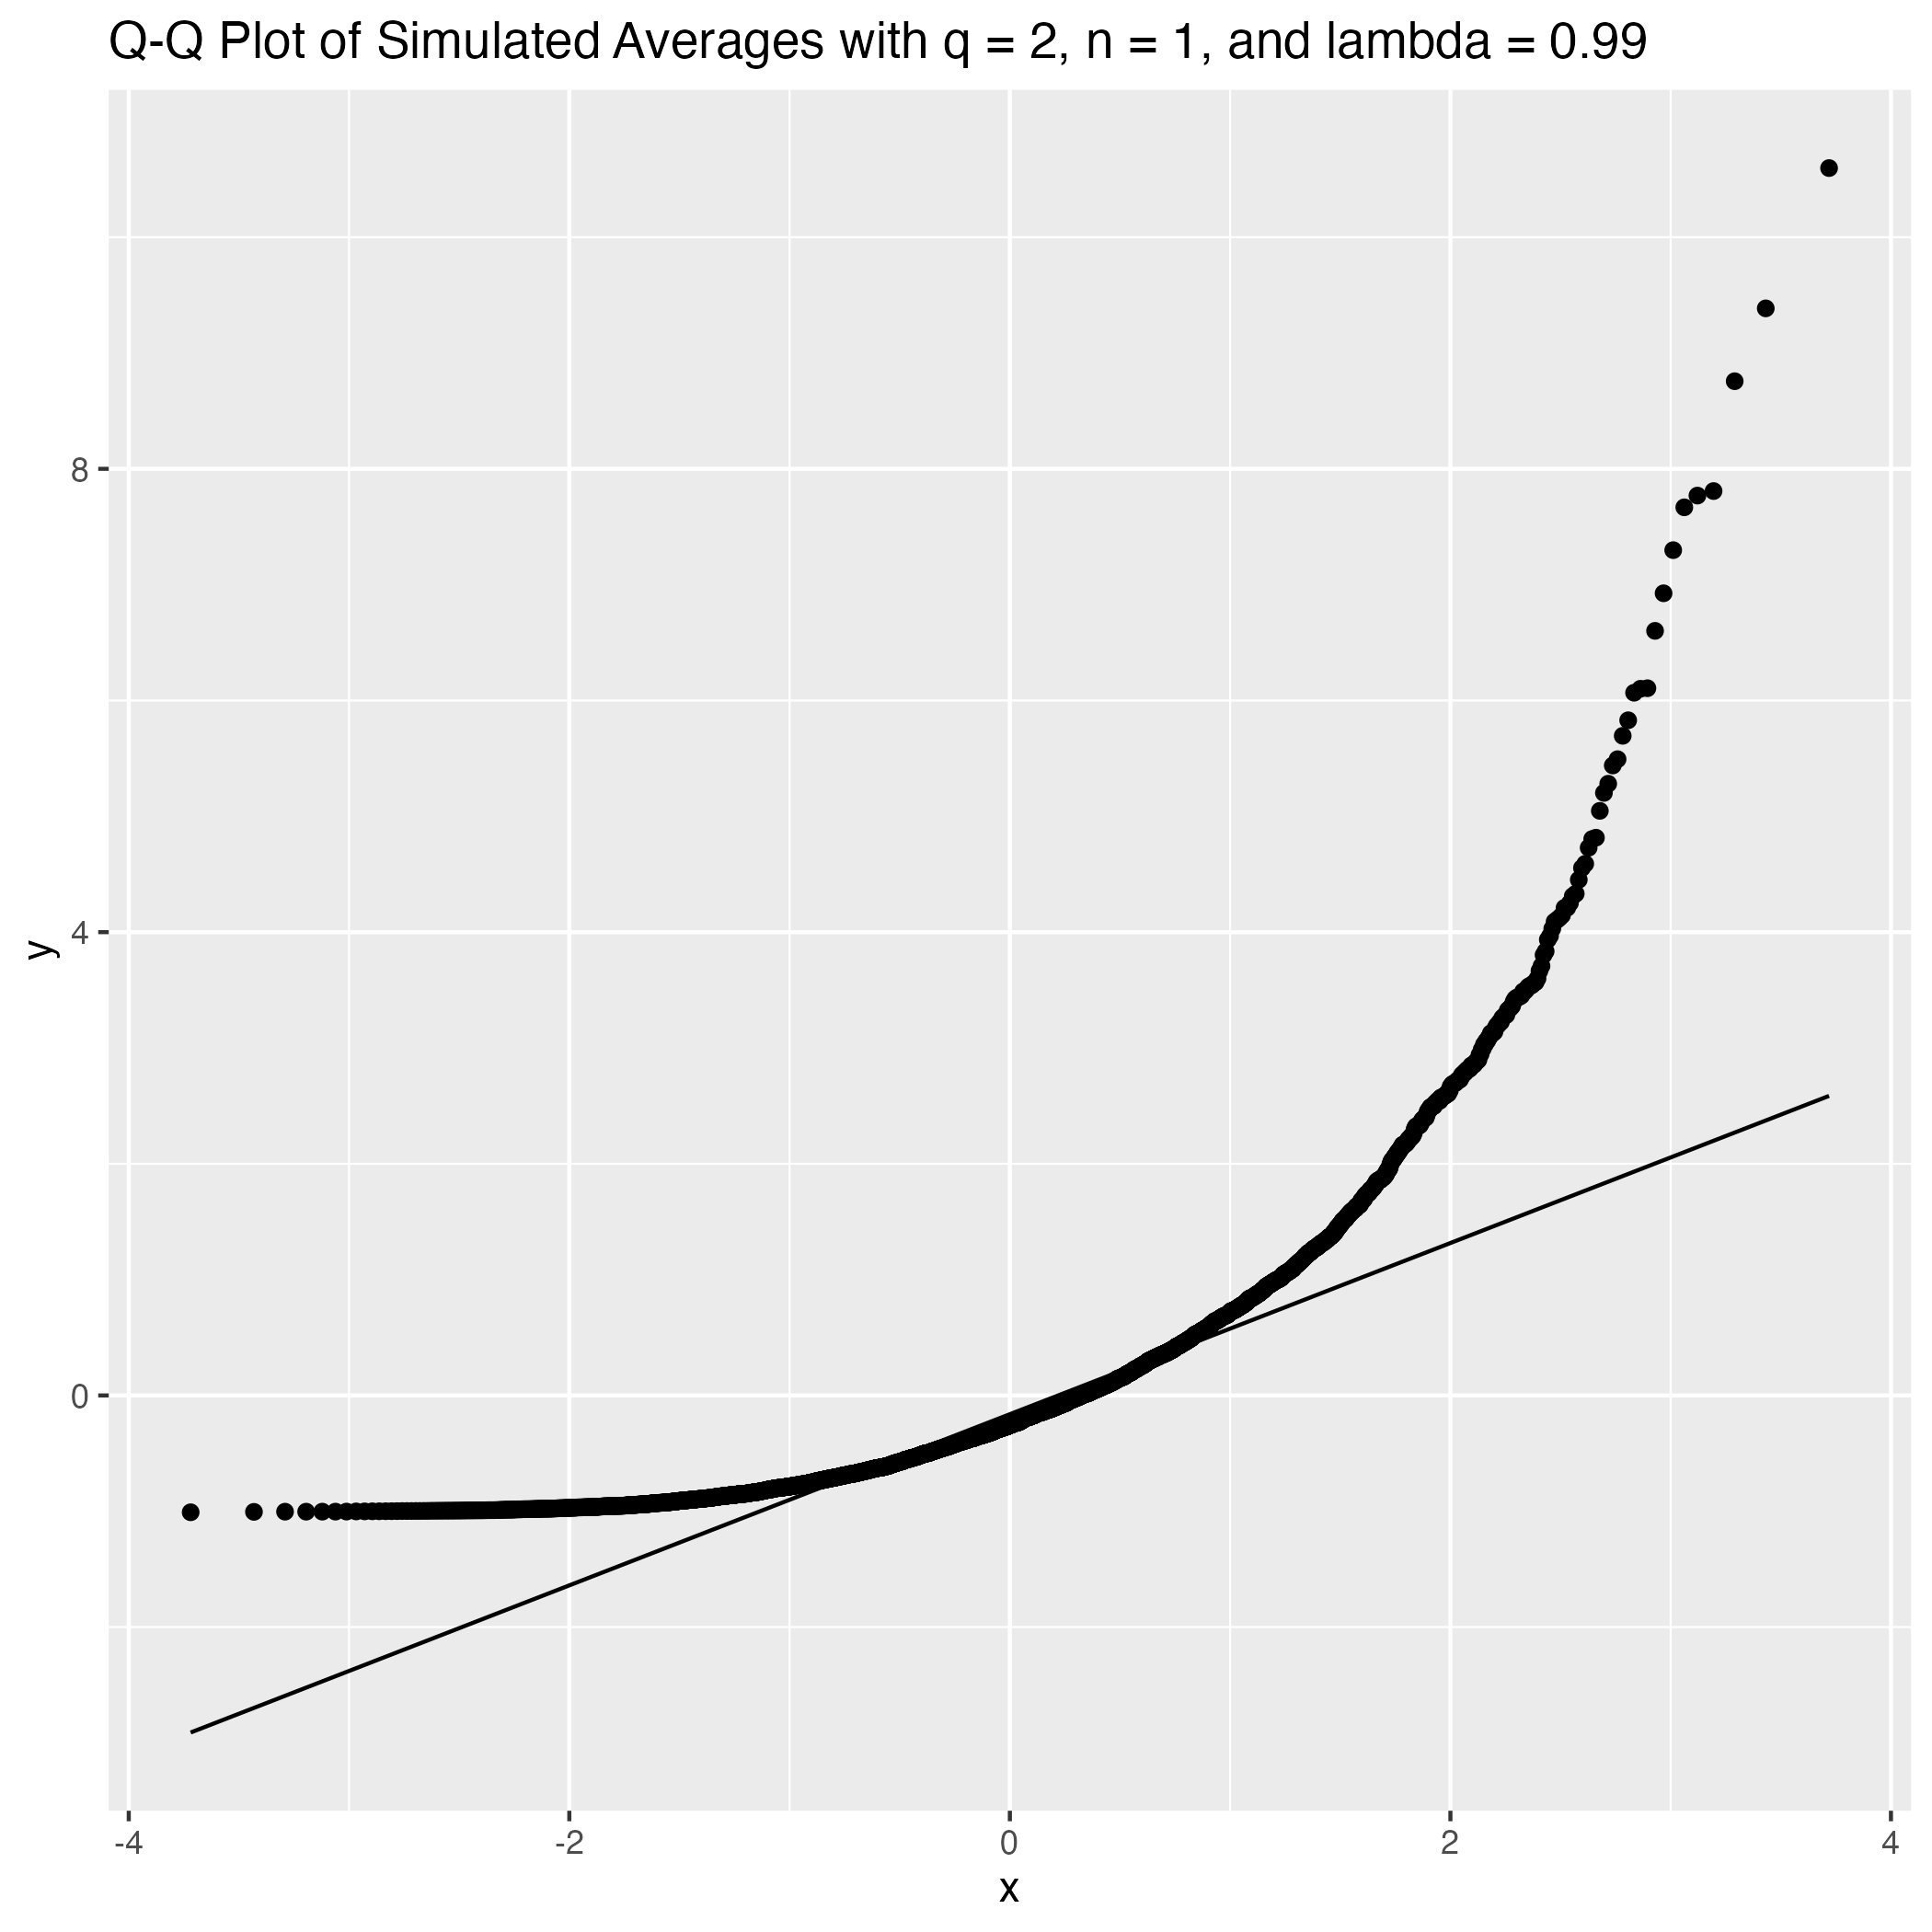 Q-Q Plot of Simulated Averages with q = 2, n = 1, and lambda = 0.99
8
4
0
y
-4 -2 0 2 4
x